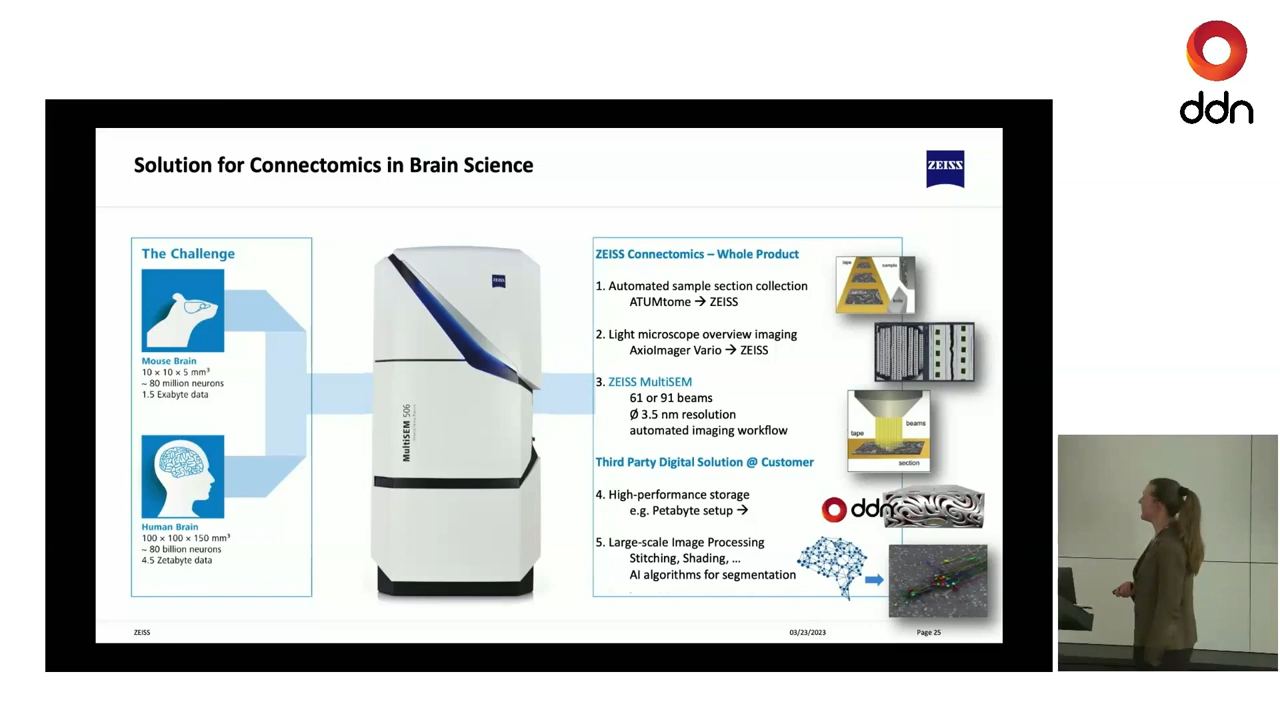 ddn
Solution for Connectomics in Brain Science
ZEISS
The Challenge
Mouse Brain
10 × 10 × 5 mm³
~ 80 million neurons
1.5 Exabyte data
Human Brain
100 × 100 × 150 mm³
~ 80 billion neurons
4.5 Zetabyte data
ZEISS
MultiSEM 506
ZEISS Connectomics – Whole Product
1. Automated sample section collection
ATUMtome → ZEISS
2. Light microscope overview imaging
AxioImager Vario → ZEISS
3. ZEISS MultiSEM
61 or 91 beams
Ø 3.5 nm resolution
automated imaging workflow
Third Party Digital Solution @ Customer
4. High-performance storage
e.g. Petabyte setup →
5. Large-scale Image Processing
Stitching, Shading, ...
AI algorithms for segmentation
tape
sample
knife
beams
tape
section
ddn
ZEISS
03/23/2023
Page 25